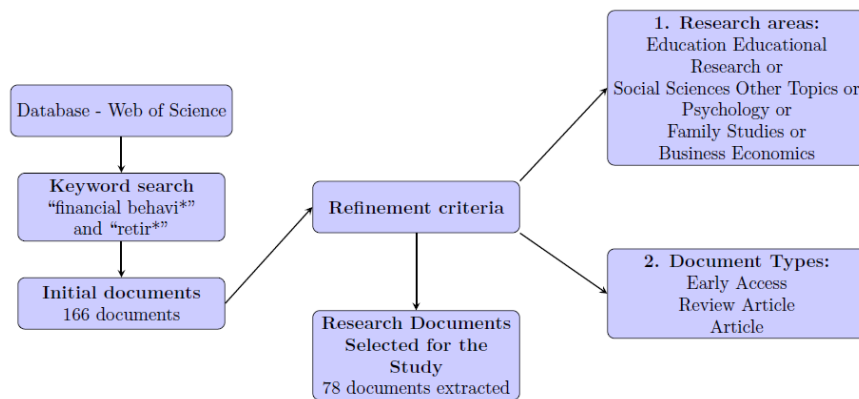 Database - Web of Science
Keyword search
“financial behavi*”
and “retir*”
Initial documents
166 documents
Refinement criteria
Research Documents
Selected for the
Study
78 documents extracted
1. Research areas:
Education Educational
Research or
Social Sciences Other Topics or
Psychology or
Family Studies or
Business Economics
2. Document Types:
Early Access
Review Article
Article